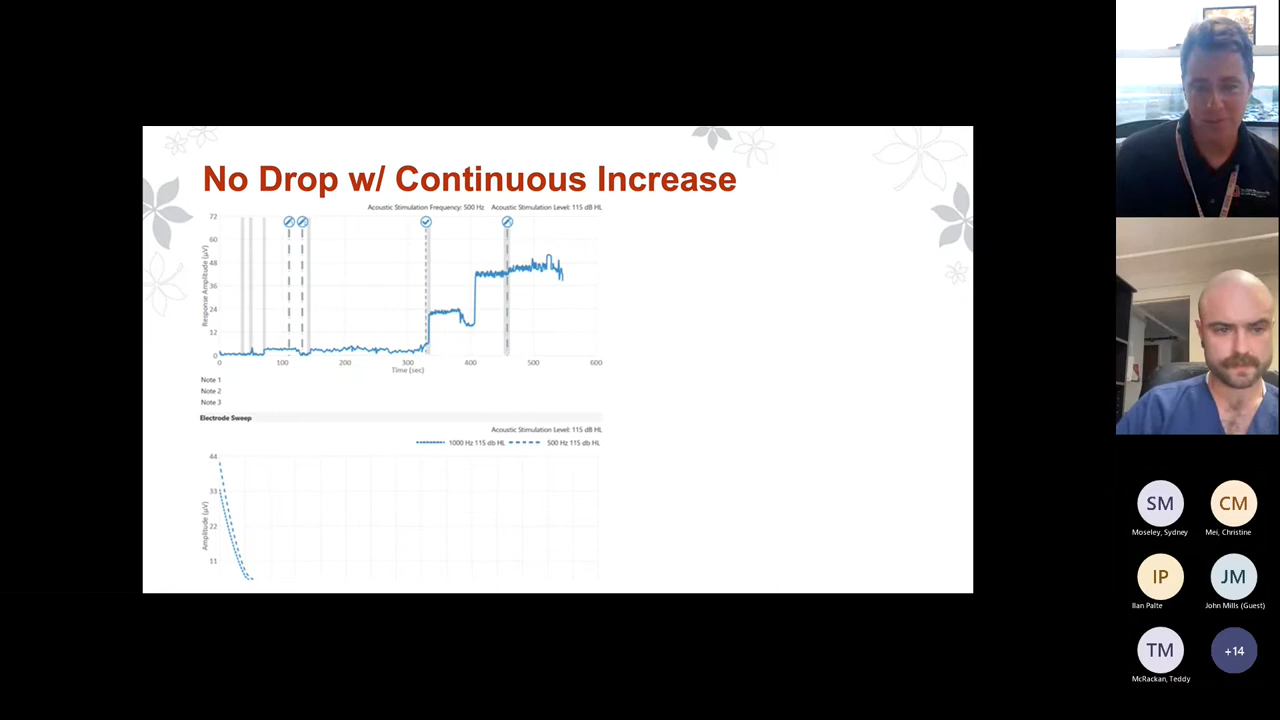 No Drop w/ Continuous Increase
Acoustic Stimulation Frequency: 500 Hz Acoustic Stimulation Level: 115 dB HL
72
60
48
36
24
12
0
Response Amplitude (µV)
0 100 200 300 400 500 600
Time (sec)
Note 1
Note 2
Note 3
Electrode Sweep
Acoustic Stimulation Level: 115 dB HL
1000 Hz 115 db HL 500 Hz 115 db HL
44
33
22
11
Amplitude (µV)
SM CM
Moseley, Sydney Mei, Christine
IP JM
Ilan Palte John Mills (Guest)
TM +14
McRackan, Teddy